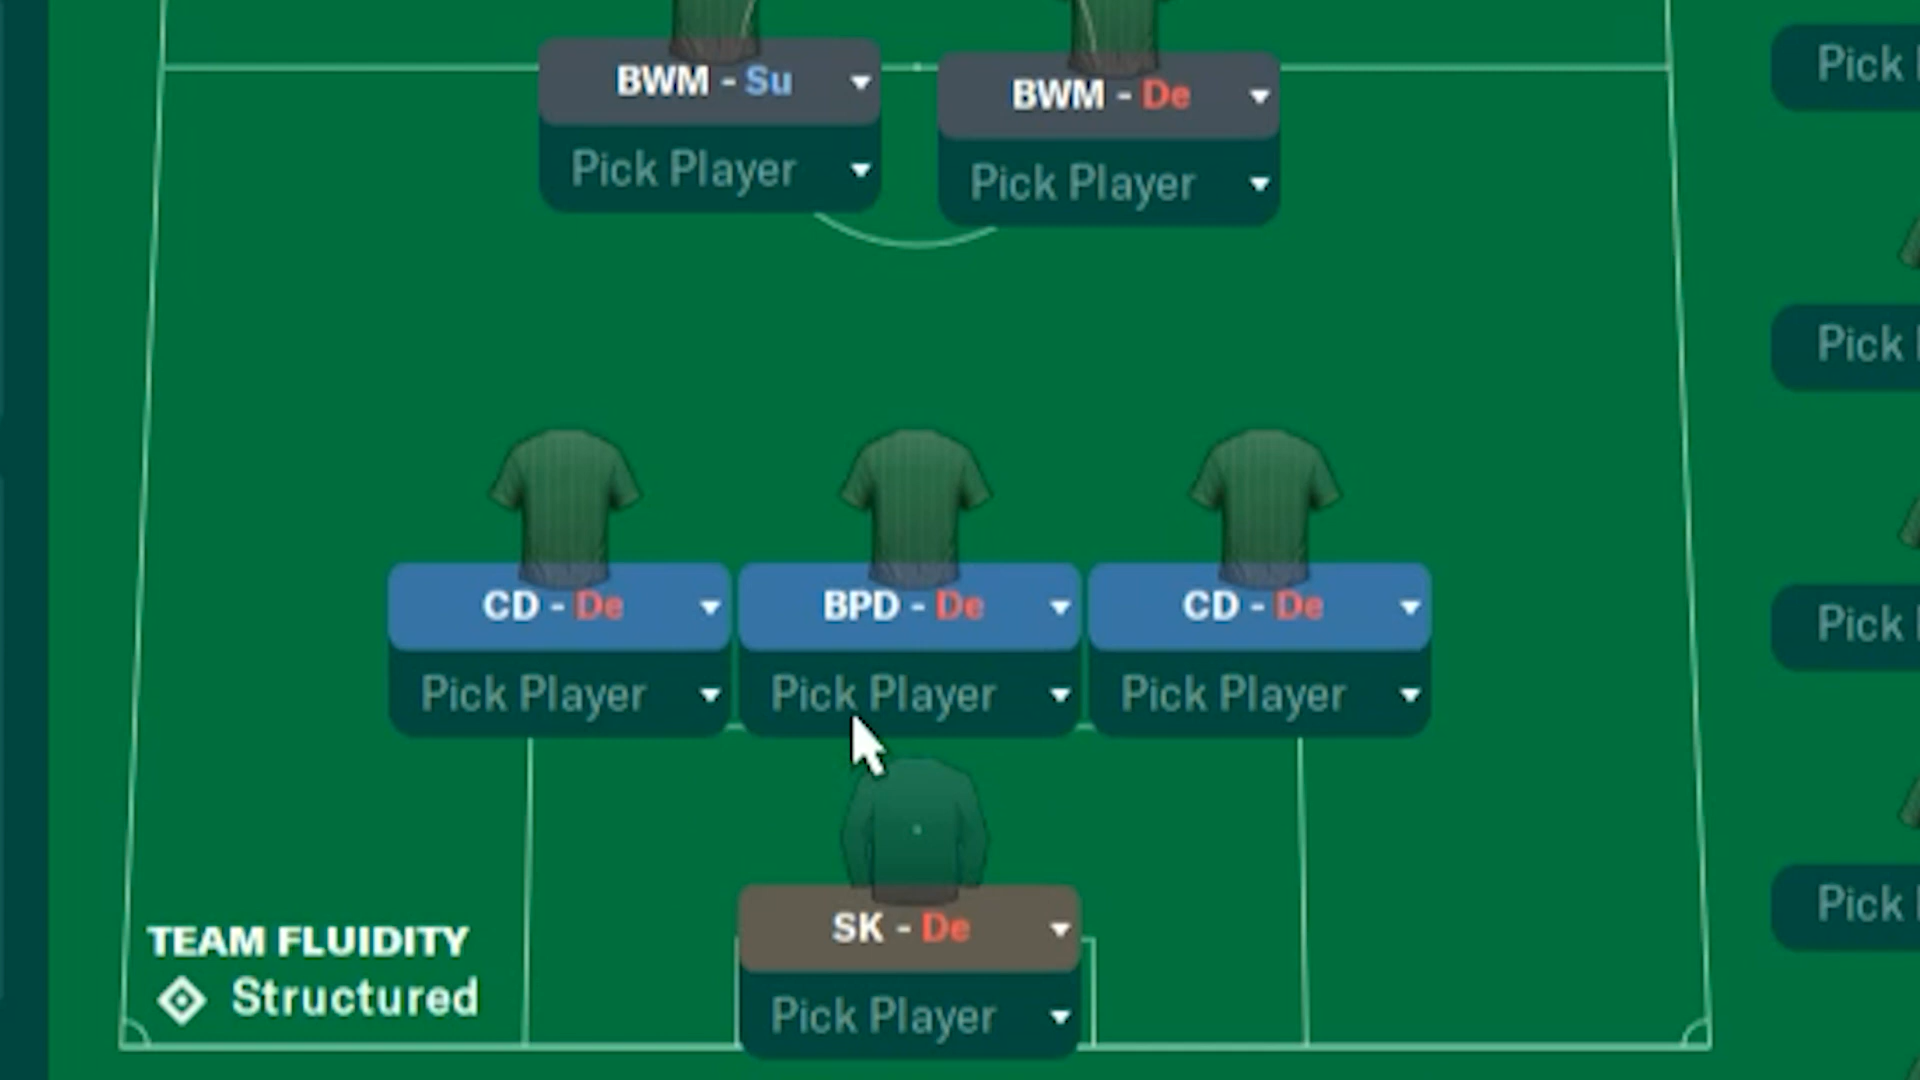 BWM - Su
Pick Player
BWM - De
Pick Player
CD - De
Pick Player
BPD - De
Pick Player
CD - De
Pick Player
SK - De
Pick Player
TEAM FLUIDITY
Structured
Pick
Pick
Pick
Pick